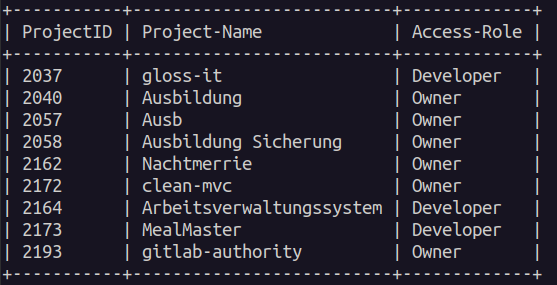 +-----------+--------------------------+-------------+
| ProjectID | Project-Name             | Access-Role |
+-----------+--------------------------+-------------+
| 2037      | gloss-it                 | Developer   |
| 2040      | Ausbildung               | Owner       |
| 2057      | Ausb                     | Owner       |
| 2058      | Ausbildung Sicherung     | Owner       |
| 2162      | Nachtmerrie              | Owner       |
| 2172      | clean-mvc                | Owner       |
| 2164      | Arbeitsverwaltungssystem | Developer   |
| 2173      | MealMaster               | Developer   |
| 2193      | gitlab-authority         | Owner       |
+-----------+--------------------------+-------------+